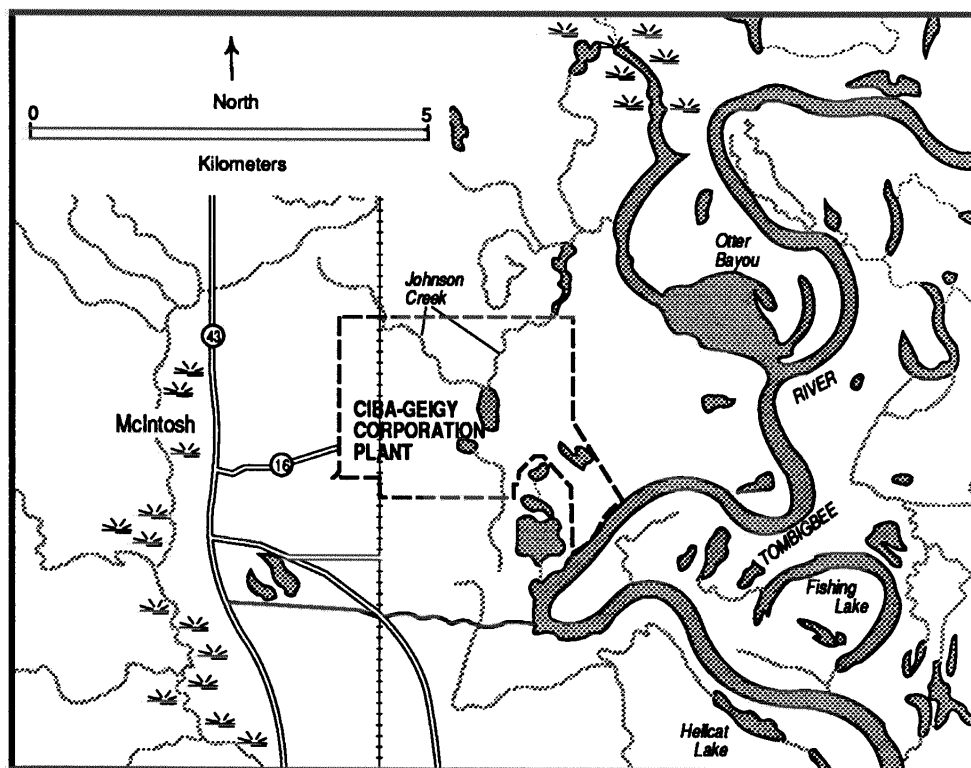 North
0 5
Kilometers
Otter
Bayou
Johnson
Creek
43
RIVER
McIntosh
CIBA-GEIGY
CORPORATION
PLANT
16
TOMBIGBEE
Fishing
Lake
Hellcat
Lake